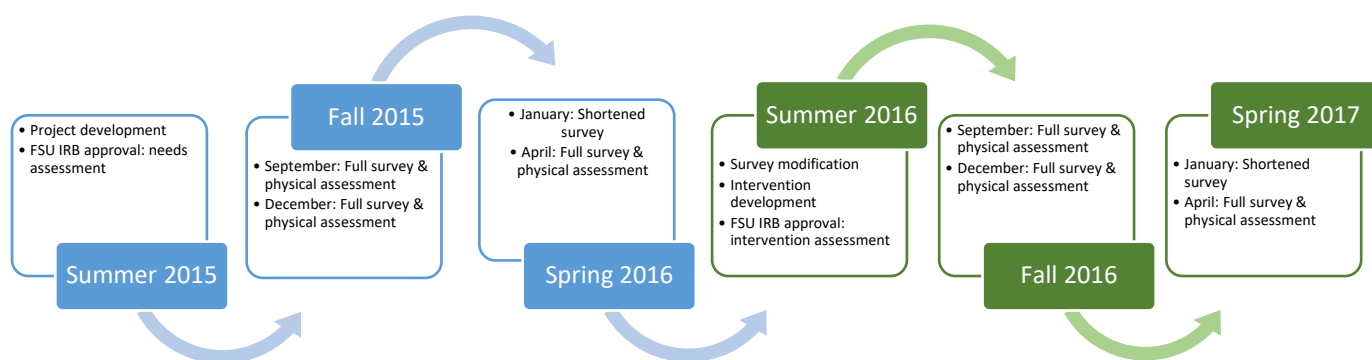 • Project development
• FSU IRB approval: needs
assessment
Summer 2015
Fall 2015
• September: Full survey &
physical assessment
• December: Full survey &
physical assessment
• January: Shortened
survey
• April: Full survey &
physical assessment
Spring 2016
Summer 2016
• Survey modification
• Intervention
development
• FSU IRB approval:
intervention assessment
• September: Full survey &
physical assessment
• December: Full survey &
physical assessment
Fall 2016
Spring 2017
• January: Shortened
survey
• April: Full survey &
physical assessment